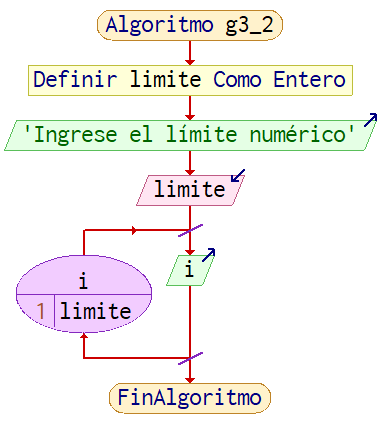 Algoritmo g3_2
Definir limite Como Entero
'Ingrese el límite numérico'
limite
i
i
1 limite
FinAlgoritmo